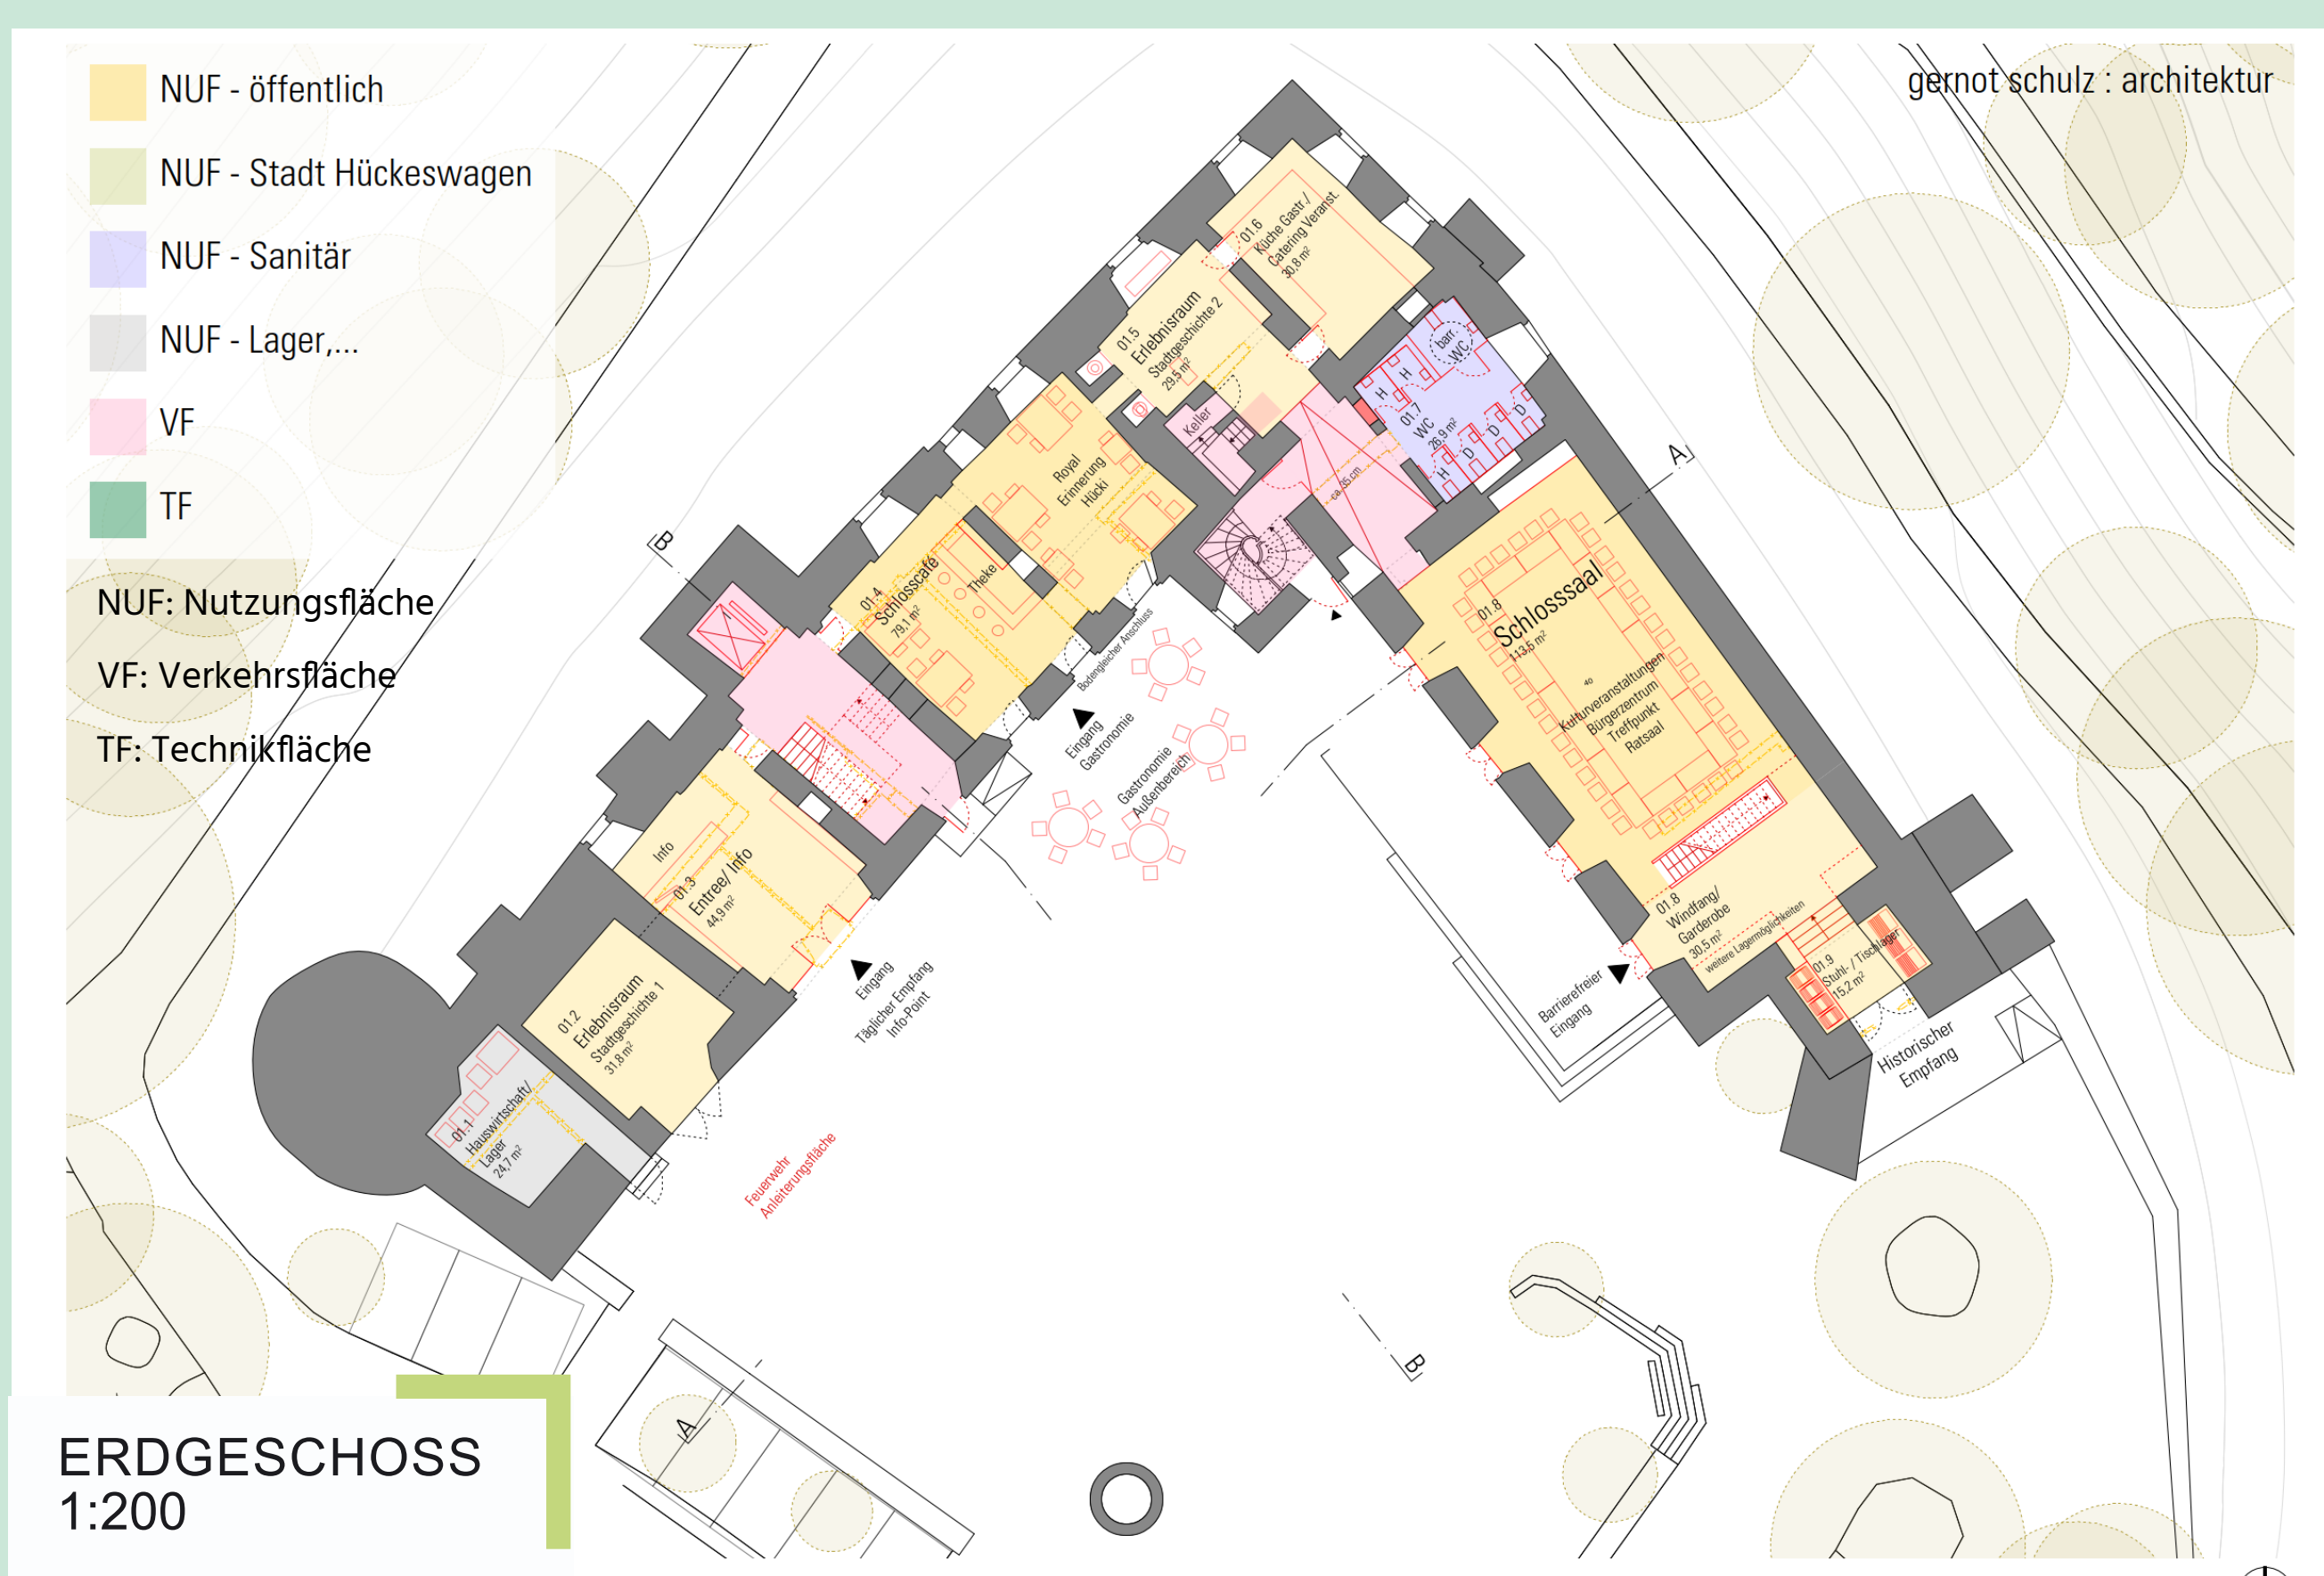 gernot schulz : architektur
NUF - öffentlich
NUF - Stadt Hückeswagen
NUF - Sanitär
NUF - Lager,...
VF
TF
NUF: Nutzungsfläche
VF: Verkehrsfläche
TF: Technikfläche
01.6
Küche Gastr./
Catering Veranst.
30,8 m²
01.5
Erlebnisraum
Stadtgeschichte 2
29,5 m²
barr.
WC
H
H
01.7
WC
26,9 m²
H
D
D
D
Keller
ca. 35 cm
Royal
Erinnerung
Hücki
01.4
Schlosscafé
79,1 m²
Theke
A
B
Bodengleicher Anschluss
Eingang
Gastronomie
Gastronomie
Außenbereich
01.8
Schlosssaal
113,5 m²
40
Kulturveranstaltungen
Bürgerzentrum
Treffpunkt
Ratsaal
Info
01.3
Entree/ Info
44,9 m²
Eingang
Täglicher Empfang
Info-Point
01.8
Windfang/
Garderobe
30,5 m²
weitere Lagermöglichkeiten
01.9
Stuhl- / Tischlager
15,2 m²
Barrierefreier
Eingang
Historischer
Empfang
01.2
Erlebnisraum
Stadtgeschichte 1
31,8 m²
01.1
Hauswirtschaft/
Lager
24,7 m²
Feuerwehr
Anleiterungsfläche
B
A
ERDGESCHOSS
1:200